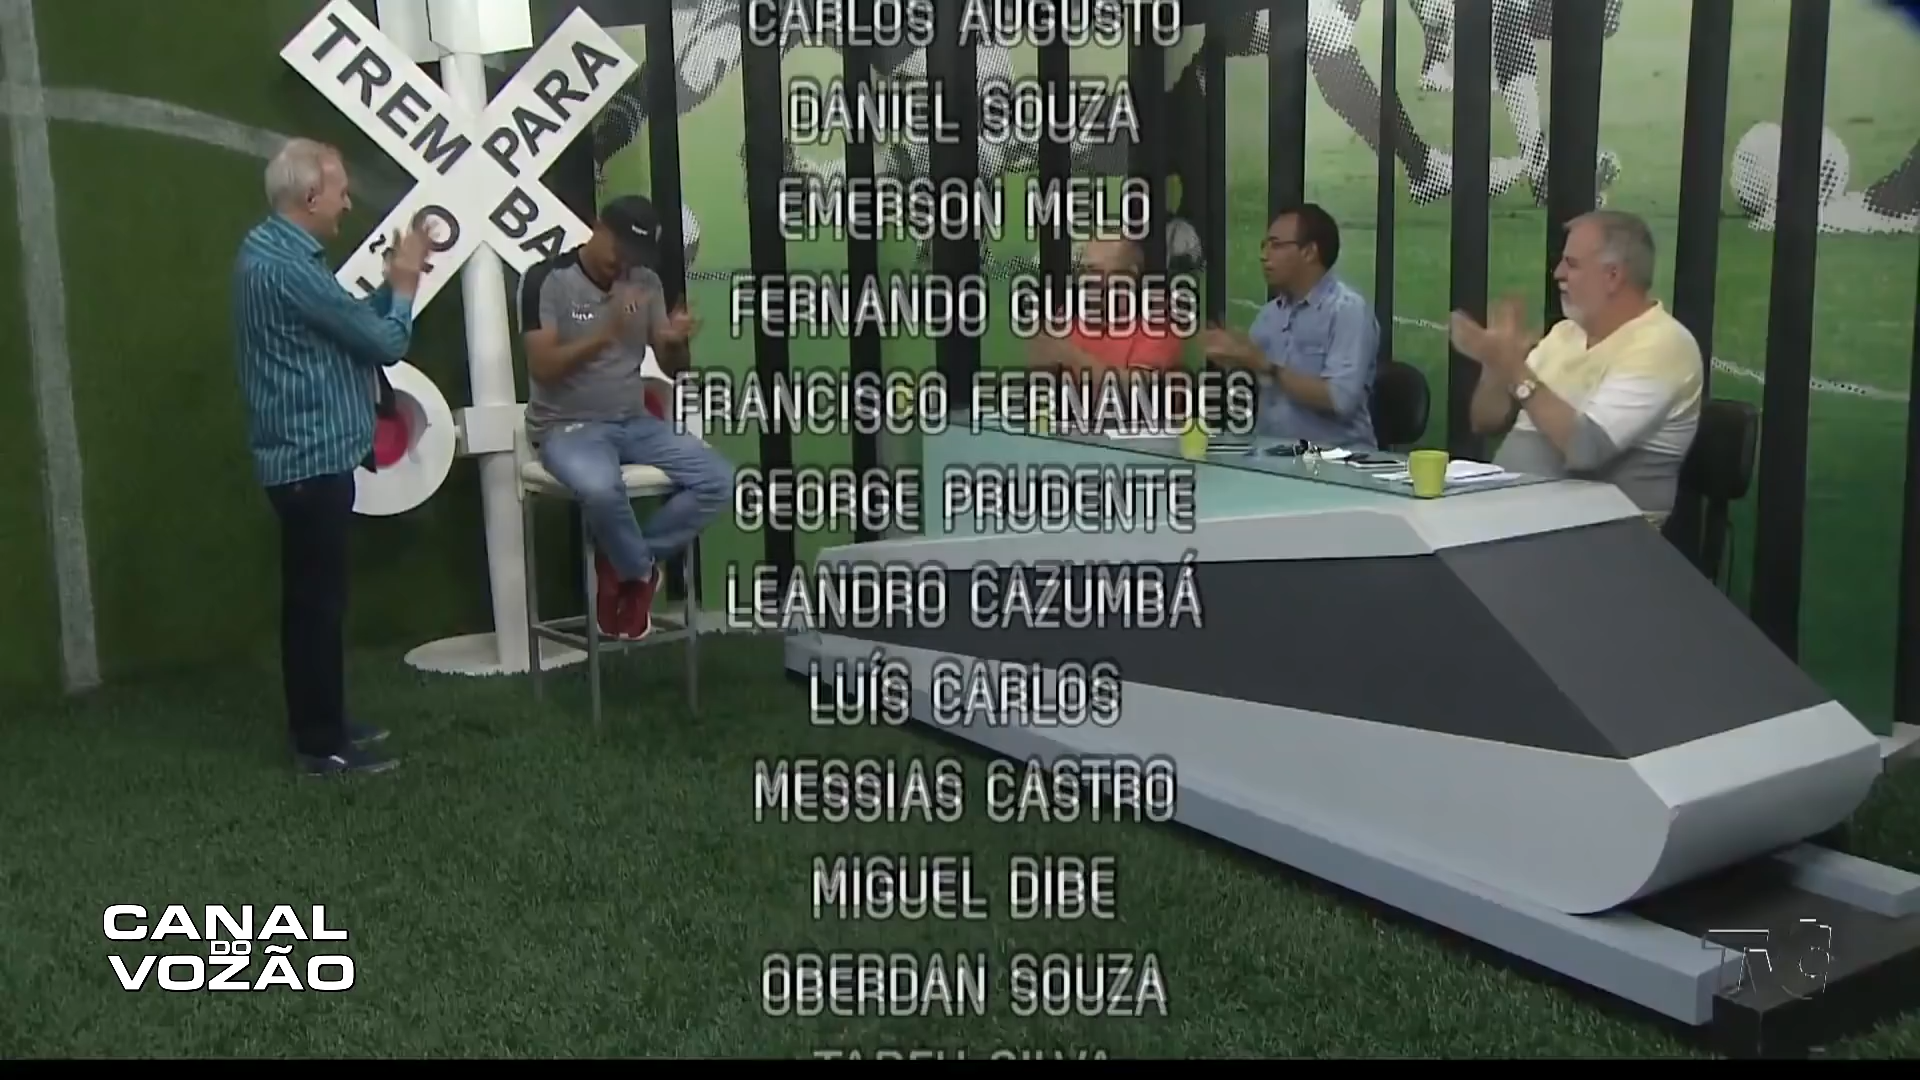 CARLOS AUGUSTO
DANIEL SOUZA
EMERSON MELO
FERNANDO GUEDES
FRANCISCO FERNANDES
GEORGE PRUDENTE
LEANDRO CAZUMBÁ
LUÍS CARLOS
MESSIAS CASTRO
MIGUEL DIBE
OBERDAN SOUZA
TREM
PARA
BA
CANAL
DO
VOZÃO